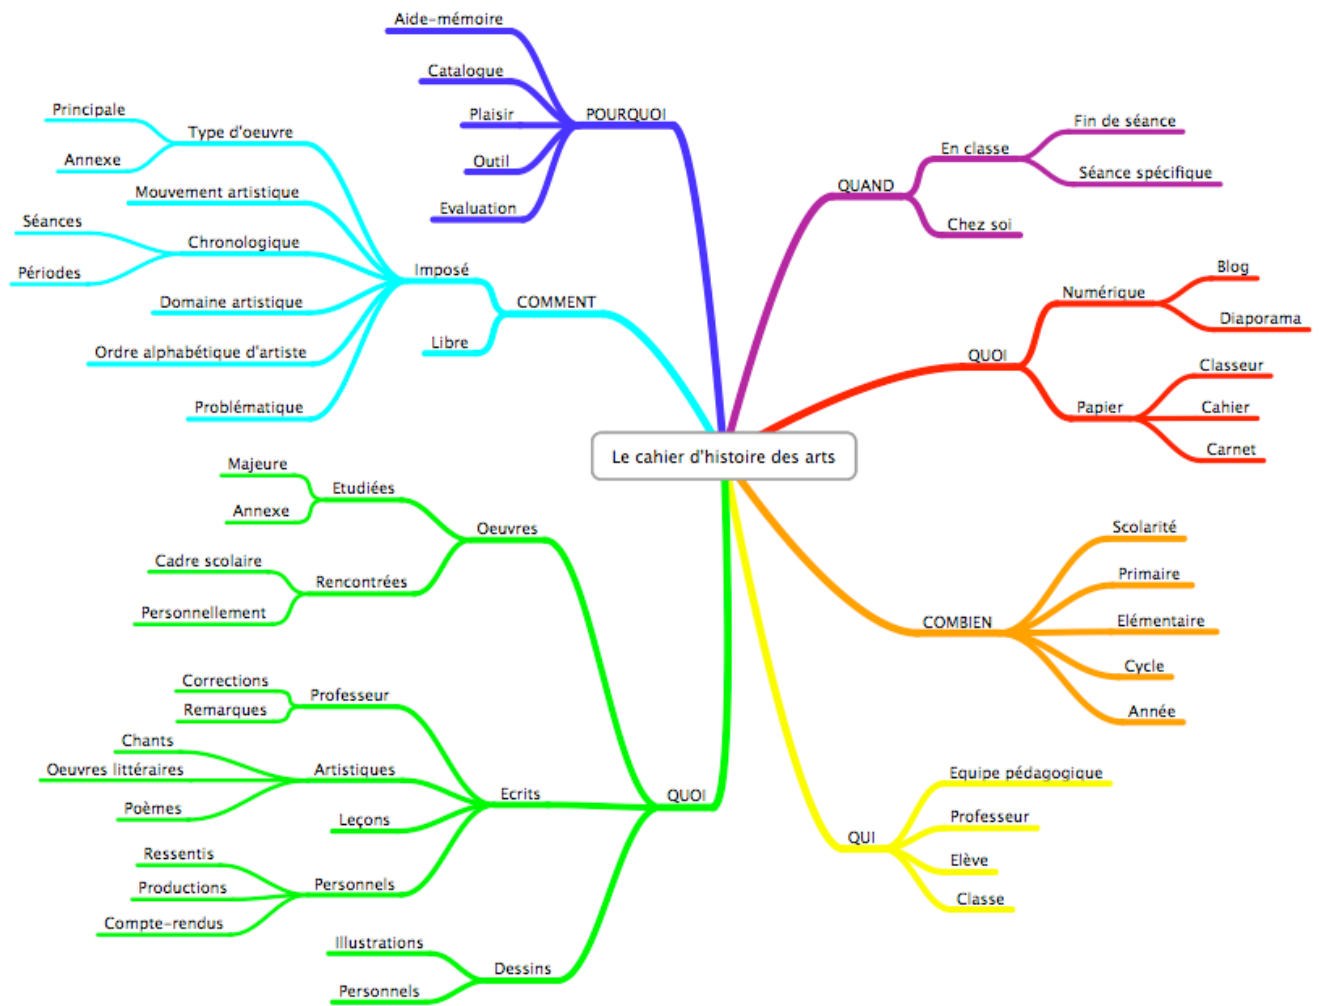 Le cahier d'histoire des arts
POURQUOI
Aide-mémoire
Catalogue
Plaisir
Outil
Evaluation
QUAND
En classe
Fin de séance
Séance spécifique
Chez soi
QUOI
Numérique
Blog
Diaporama
Papier
Classeur
Cahier
Carnet
COMBIEN
Scolarité
Primaire
Elémentaire
Cycle
Année
QUI
Equipe pédagogique
Professeur
Elève
Classe
COMMENT
Imposé
Type d'oeuvre
Principale
Annexe
Mouvement artistique
Chronologique
Séances
Périodes
Domaine artistique
Ordre alphabétique d'artiste
Problématique
Libre
QUOI
Oeuvres
Etudiées
Majeure
Annexe
Rencontrées
Cadre scolaire
Personnellement
Ecrits
Professeur
Corrections
Remarques
Artistiques
Chants
Oeuvres littéraires
Poèmes
Leçons
Personnels
Ressentis
Productions
Compte-rendus
Dessins
Illustrations
Personnels